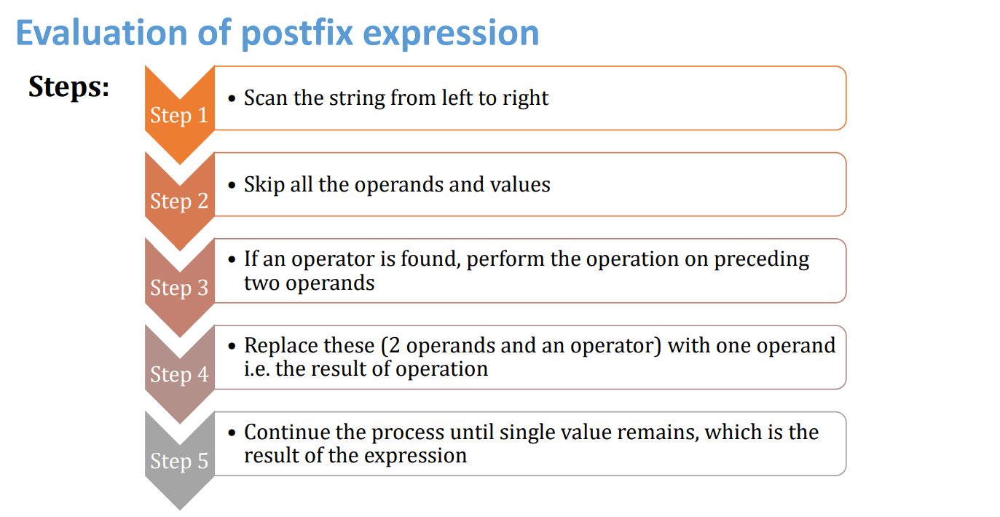 Evaluation of postfix expression
Steps:
Step 1
• Scan the string from left to right
Step 2
• Skip all the operands and values
Step 3
• If an operator is found, perform the operation on preceding
two operands
Step 4
• Replace these (2 operands and an operator) with one operand
i.e. the result of operation
Step 5
• Continue the process until single value remains, which is the
result of the expression